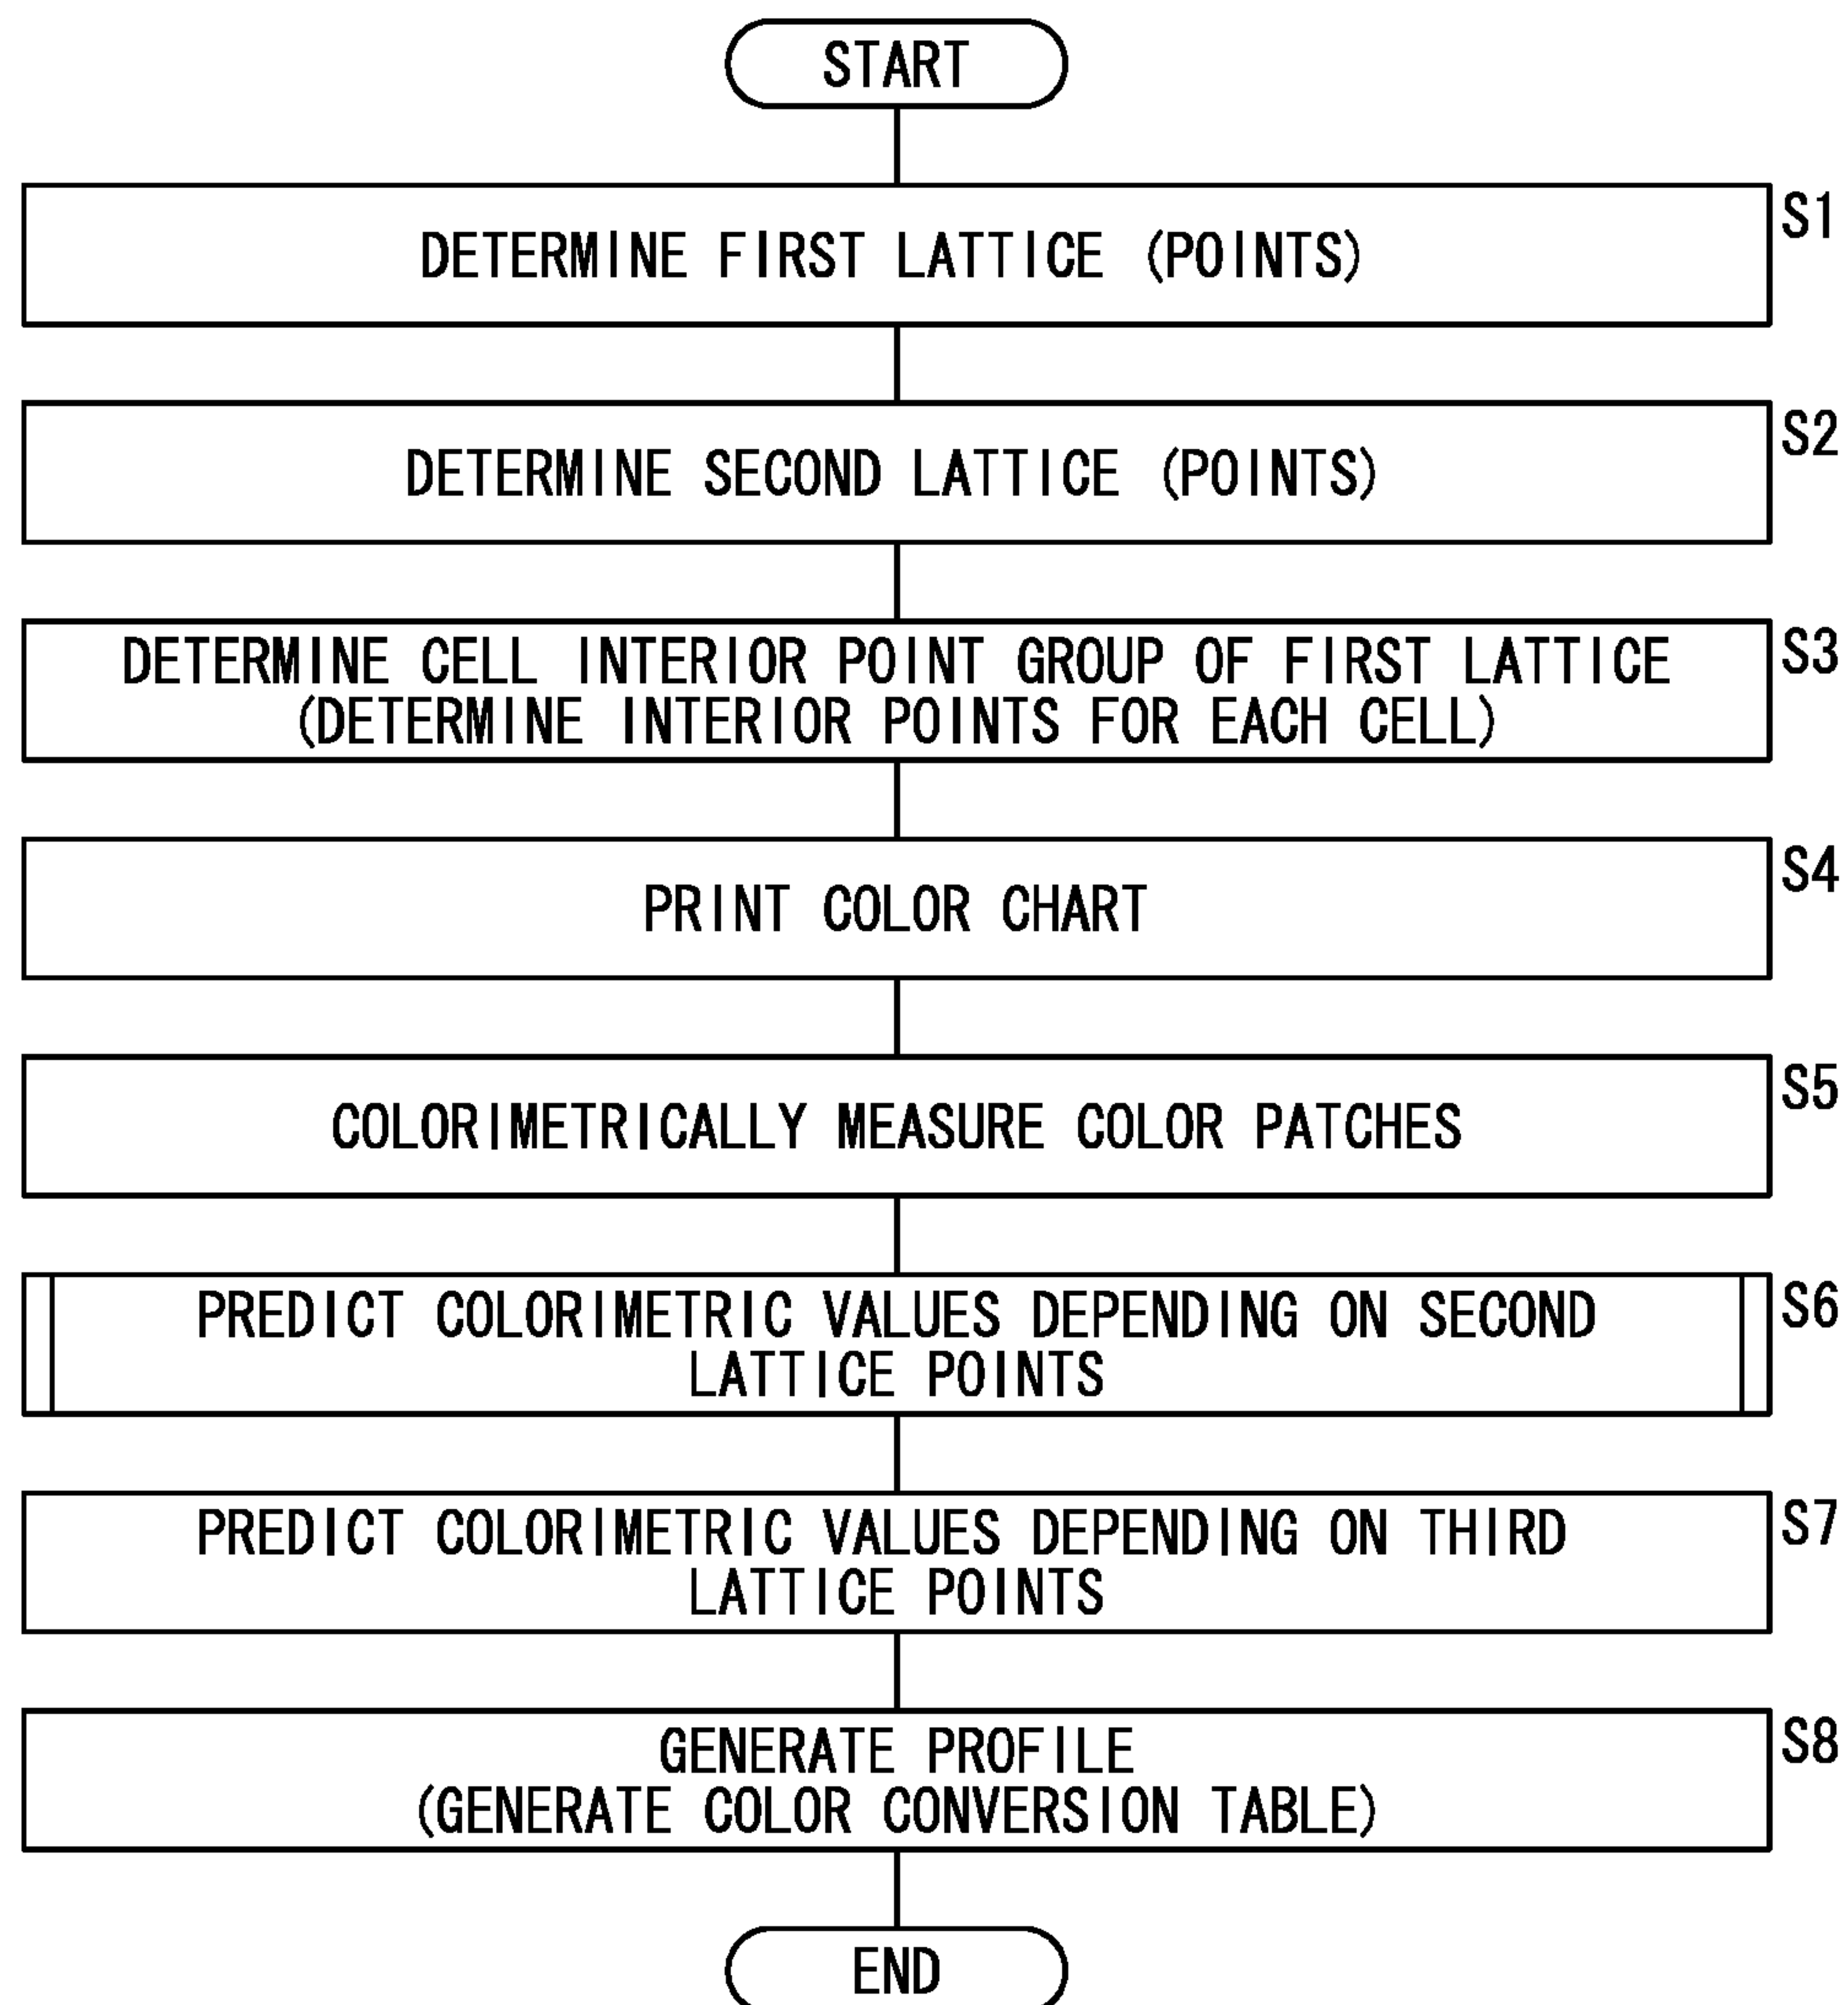 START
S1
DETERMINE FIRST LATTICE (POINTS)
S2
DETERMINE SECOND LATTICE (POINTS)
S3
DETERMINE CELL INTERIOR POINT GROUP OF FIRST LATTICE
(DETERMINE INTERIOR POINTS FOR EACH CELL)
S4
PRINT COLOR CHART
S5
COLORIMETRICALLY MEASURE COLOR PATCHES
S6
PREDICT COLORIMETRIC VALUES DEPENDING ON SECOND
LATTICE POINTS
S7
PREDICT COLORIMETRIC VALUES DEPENDING ON THIRD
LATTICE POINTS
S8
GENERATE PROFILE
(GENERATE COLOR CONVERSION TABLE)
END